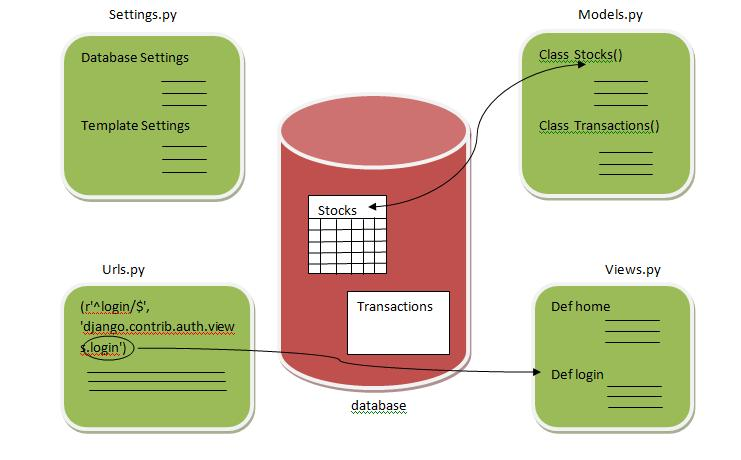 Settings.py
Database Settings
Template Settings
Models.py
Class Stocks()
Class Transactions()
Stocks
Transactions
database
Urls.py
(r'^login/$',
'django.contrib.auth.view
s.login')
Views.py
Def home
Def login